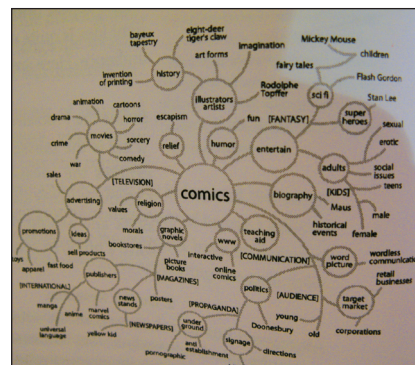 bayeux
tapestry
eight-deer
tiger's claw
imagination
art forms
Mickey Mouse
children
fairy tales
history
invention
of printing
illustrators
artists
Rodolphe
Topffer
sci fi
Flash Gordon
Stan Lee
animation
cartoons
drama
horror
movies
escapism
fun
[FANTASY]
super
heroes
sexual
crime
sorcery
relief
humor
entertain
erotic
war
comedy
adults
social
issues
sales
[TELEVISION]
comics
biography
[KIDS]
teens
advertising
values
religion
Maus
male
promotions
ideas
morals
graphic
novels
teaching
aid
historical
events
female
bookstores
www
toys
sell products
interactive
[COMMUNICATION]
word
picture
wordless
communication
apparel
fast food
picture
books
online
comics
retail
businesses
publishers
[MAGAZINES]
politics
[AUDIENCE]
[INTERNATIONAL]
news
stands
posters
target
market
manga
anime
marvel
comics
[PROPAGANDA]
young
universal
language
yellow kid
[NEWSPAPERS]
under
ground
Doonesbury
old
corporations
signage
directions
pornographic
and
establishment